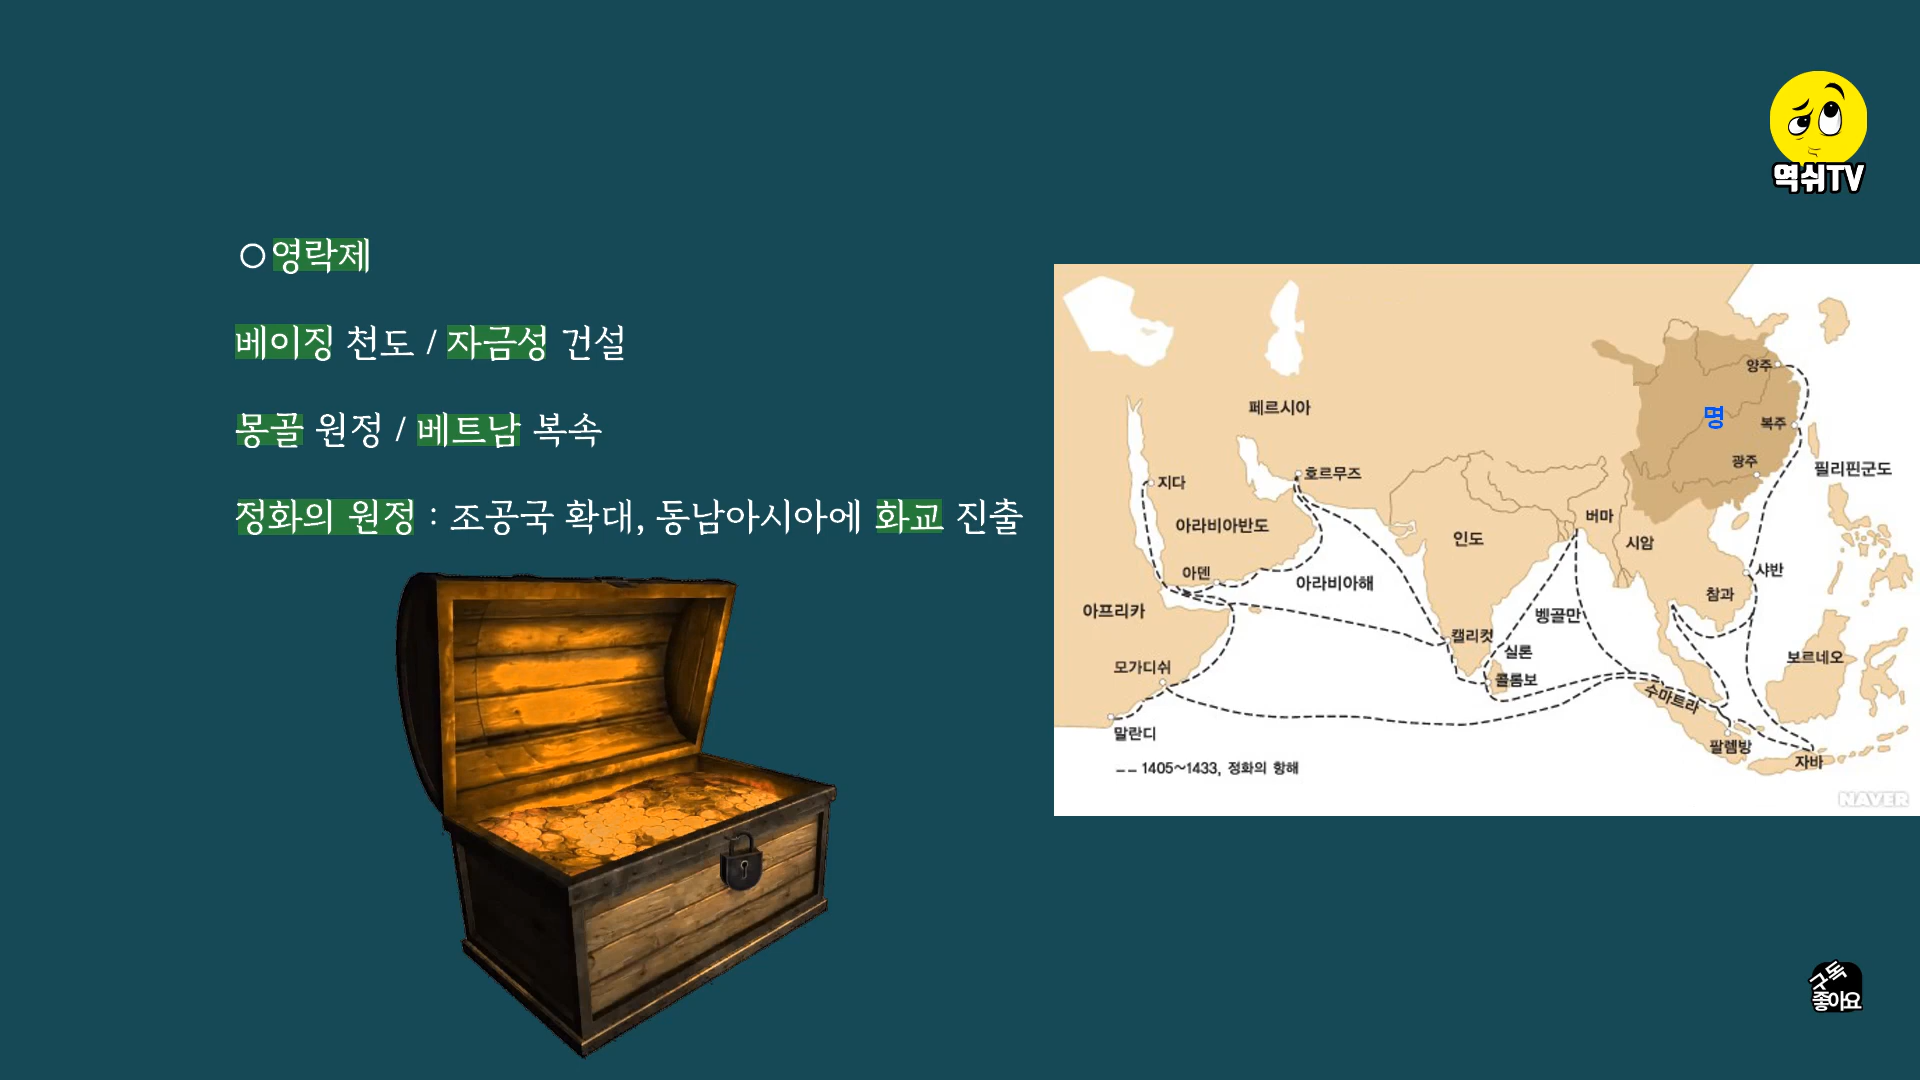 역쉬TV
○영락제
베이징 천도 / 자금성 건설
몽골 원정 / 베트남 복속
정화의 원정 : 조공국 확대, 동남아시아에 화교 진출
양주
명
복주
페르시아
광주
필리핀군도
호르무즈
지다
버마
아라비아반도
인도
시암
아덴
샤반
아라비아해
참파
아프리카
벵골만
캘리컷
실론
보르네오
모가디쉬
콜롬보
수마트라
말란디
팔렘방
자바
-- 1405~1433, 정화의 항해
NAVER
구독
좋아요